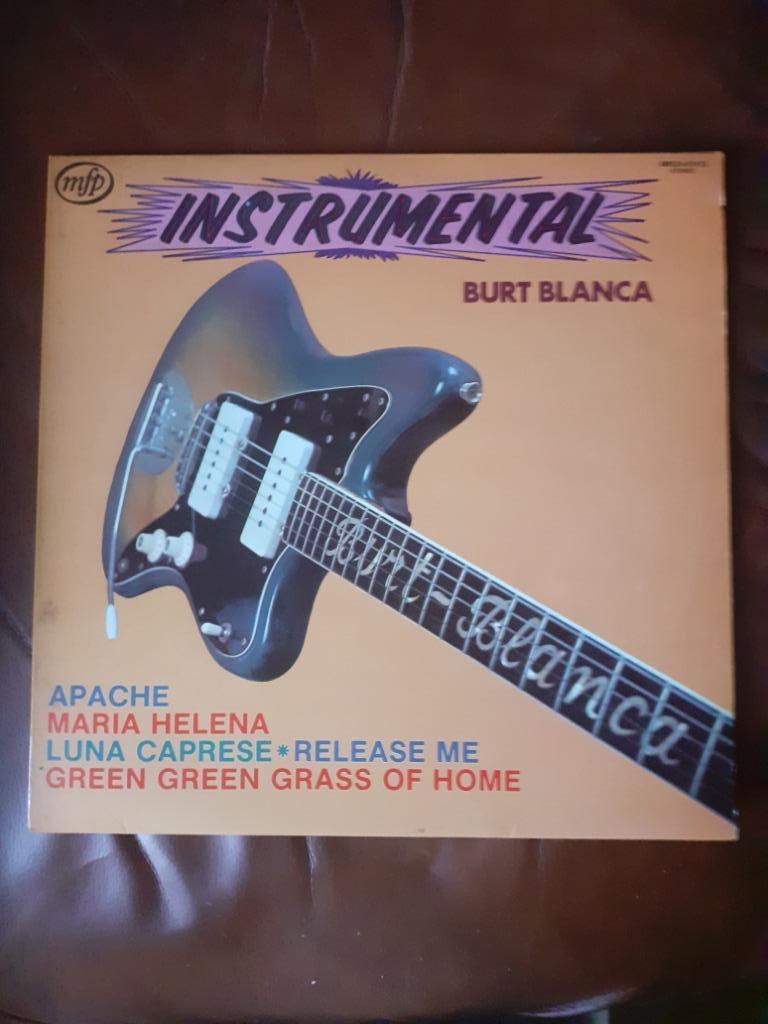 mfp
INSTRUMENTAL
BURT BLANCA
Burt-Blanca
APACHE
MARIA HELENA
LUNA CAPRESE*RELEASE ME
GREEN GREEN GRASS OF HOME